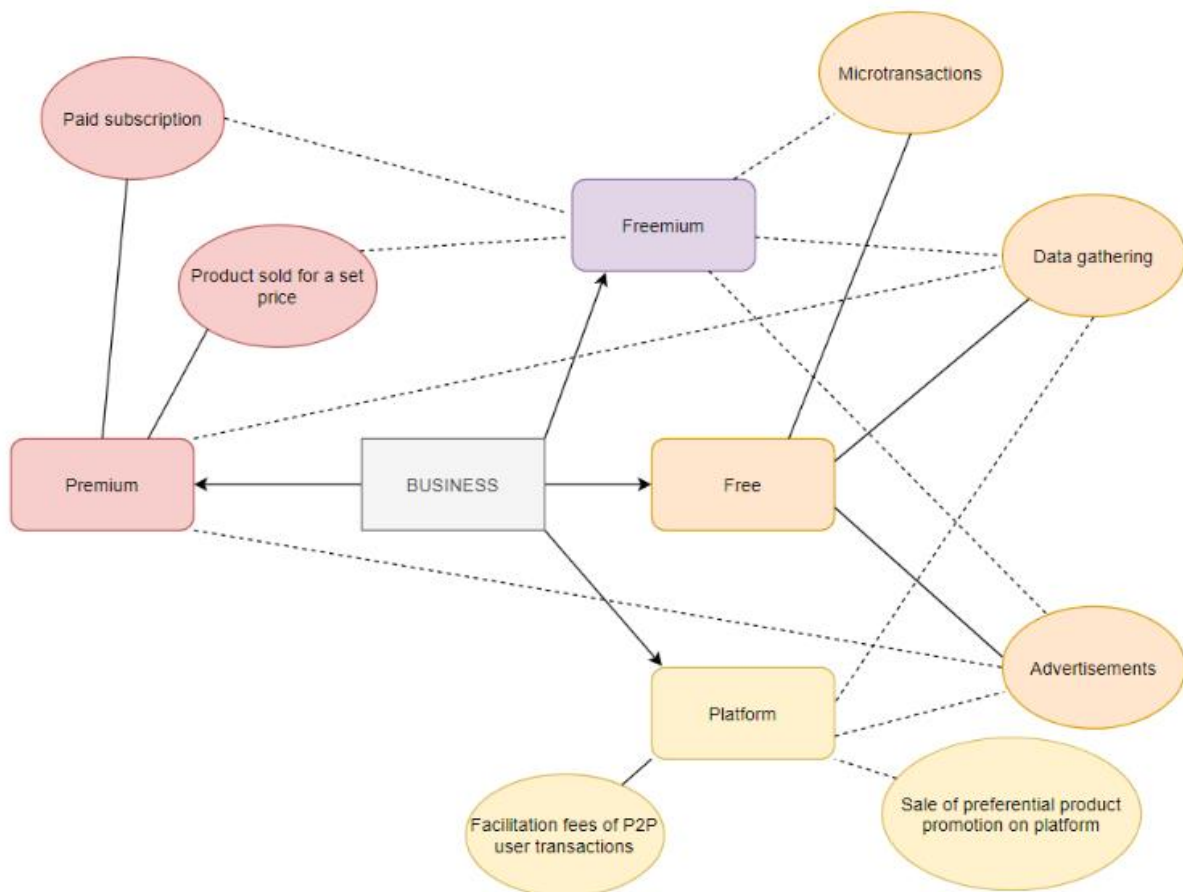 Microtransactions
Paid subscription
Freemium
Data gathering
Product sold for a set
price
Premium
BUSINESS
Free
Advertisements
Platform
Sale of preferential product
promotion on platform
Facilitation fees of P2P
user transactions